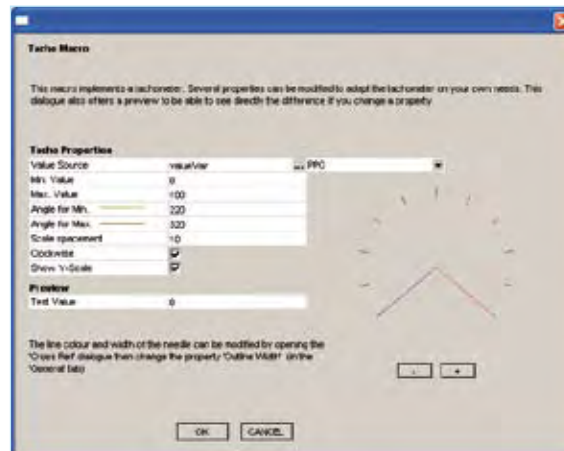 Tacho Macro
This macro implements a tachometer. Several properties can be modified to adapt the tachometer on your own needs. This
dialogue also offers a preview to be able to see directly the difference if you change a property.
Tacho Properties
Value Source valueVar ... PPC
Min. Value 0
Max. Value 100
Angle for Min. 220
Angle for Max. 320
Scale spacement 10
Clockwise
Show Y-Scale
Preview
Test Value 0
The line colour and width of the needle can be modified by opening the
'Cross Ref' dialogue then change the property 'Outline Width' (in the
'General tab)
- +
OK CANCEL